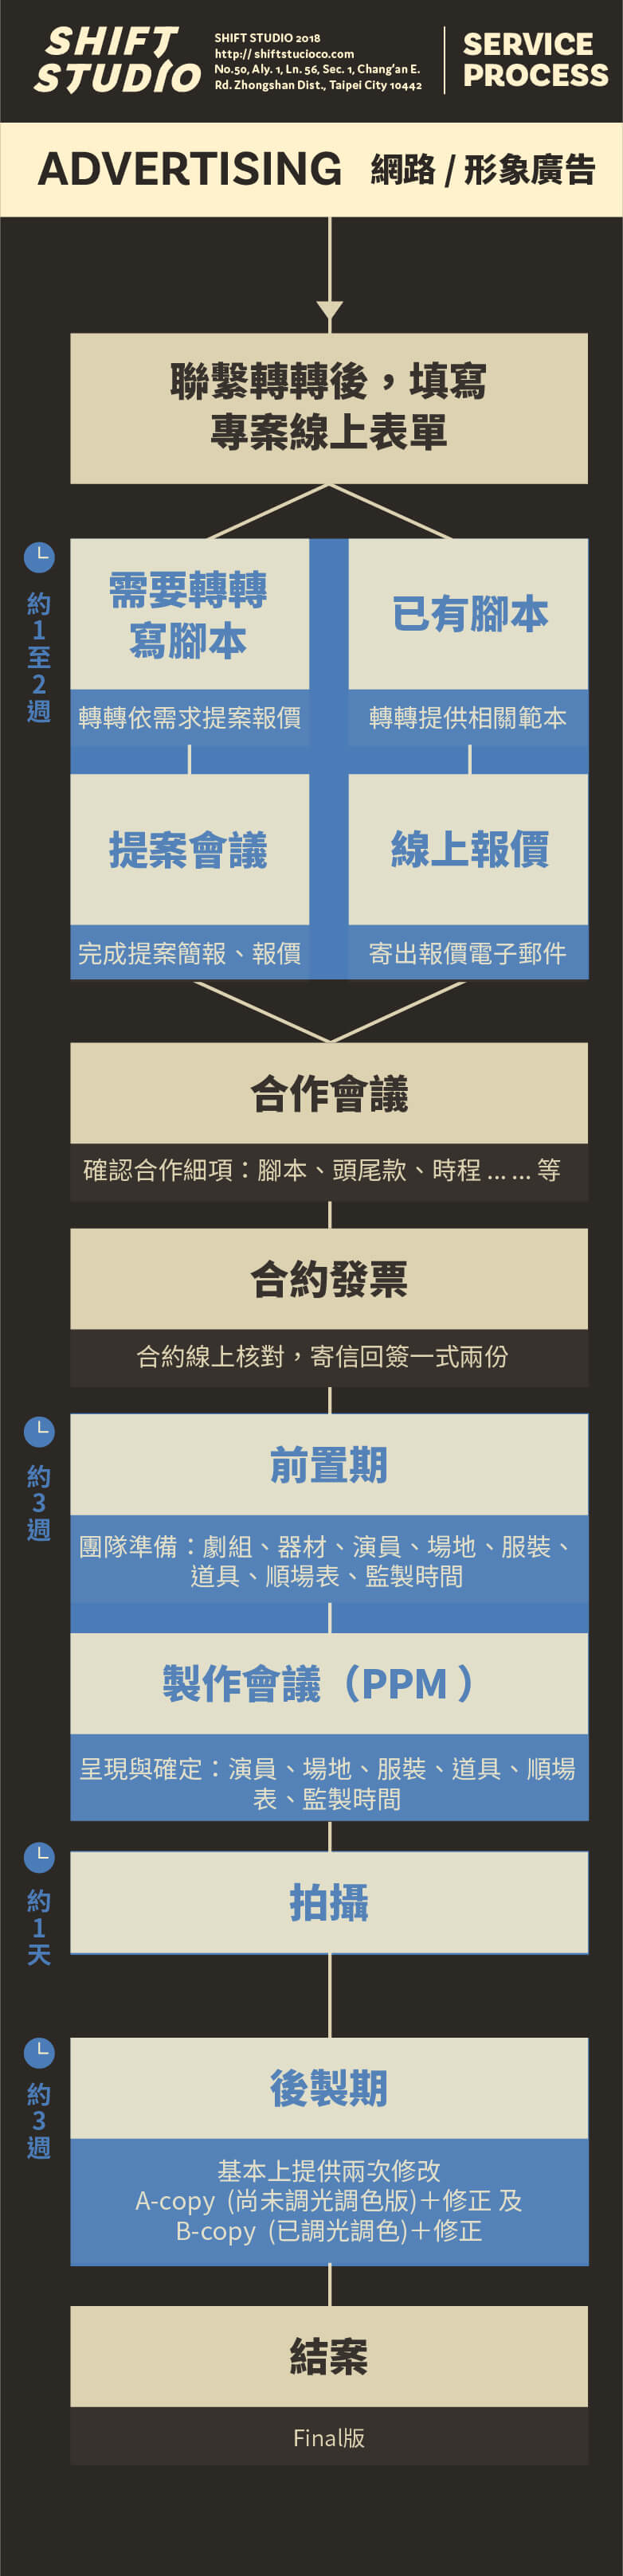 SHIFT
STUDIO
SHIFT STUDIO 2018
http:// shiftstucioco.com
No.50, Aly. 1, Ln. 56, Sec. 1, Chang'an E.
Rd. Zhongshan Dist., Taipei City 10442
SERVICE
PROCESS
ADVERTISING 網路 / 形象廣告
聯繫轉轉後，填寫
專案線上表單
約1至2週
需要轉轉
寫腳本
轉轉依需求提案報價
已有腳本
轉轉提供相關範本
提案會議
完成提案簡報、報價
線上報價
寄出報價電子郵件
合作會議
確認合作細項：腳本、頭尾款、時程 ... ... 等
合約發票
合約線上核對，寄信回簽一式兩份
約3週
前置期
團隊準備：劇組、器材、演員、場地、服裝、
道具、順場表、監製時間
製作會議（PPM ）
呈現與確定：演員、場地、服裝、道具、順場
表、監製時間
約1天
拍攝
約3週
後製期
基本上提供兩次修改
A-copy (尚未調光調色版)＋修正 及
B-copy (已調光調色)＋修正
結案
Final版